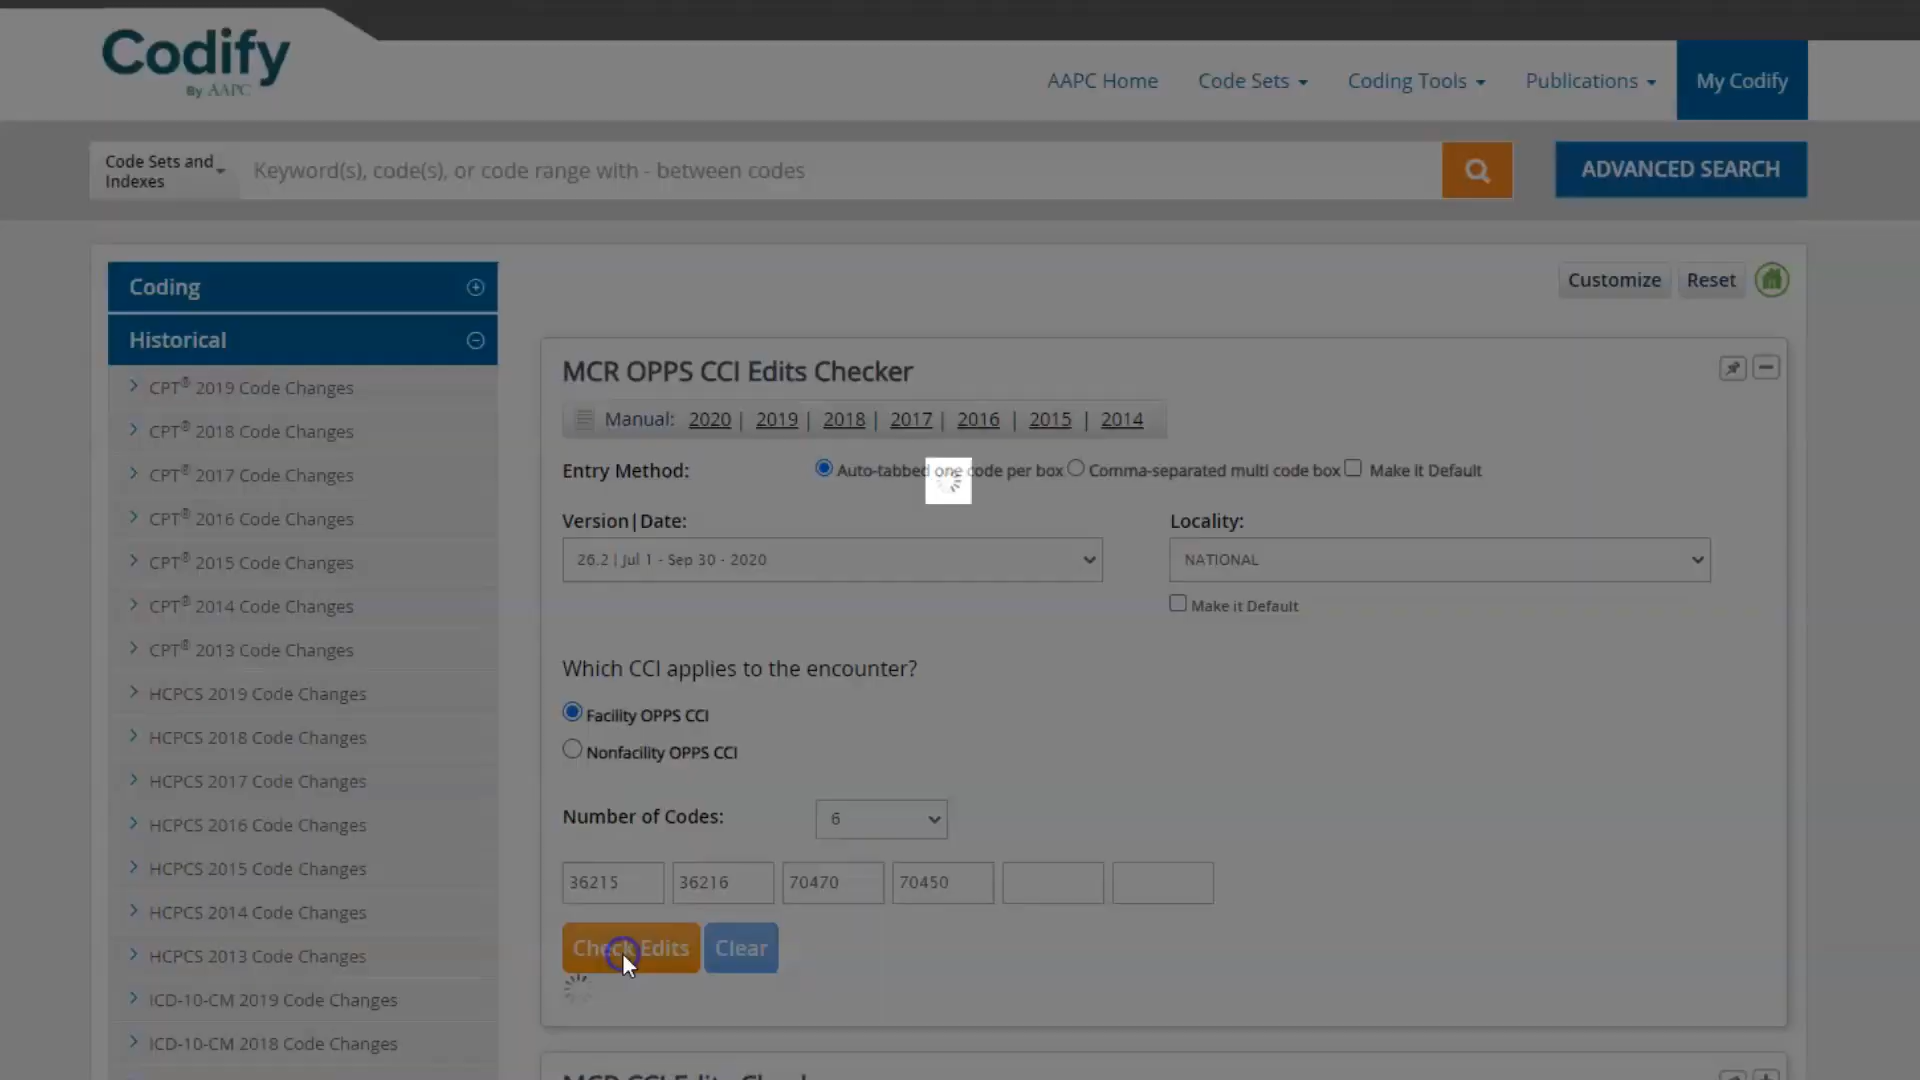 Codify
By AAPC
AAPC Home
Code Sets
Coding Tools
Publications
My Codify
Code Sets and
Indexes
Keyword(s), code(s), or code range with - between codes
ADVANCED SEARCH
Coding
Historical
CPT® 2019 Code Changes
CPT® 2018 Code Changes
CPT® 2017 Code Changes
CPT® 2016 Code Changes
CPT® 2015 Code Changes
CPT® 2014 Code Changes
CPT® 2013 Code Changes
HCPCS 2019 Code Changes
HCPCS 2018 Code Changes
HCPCS 2017 Code Changes
HCPCS 2016 Code Changes
HCPCS 2015 Code Changes
HCPCS 2014 Code Changes
HCPCS 2013 Code Changes
ICD-10-CM 2019 Code Changes
ICD-10-CM 2018 Code Changes
Customize
Reset
MCR OPPS CCI Edits Checker
Manual: 2020 | 2019 | 2018 | 2017 | 2016 | 2015 | 2014
Entry Method: Auto-tabbed one code per box Comma-separated multi code box Make it Default
Version|Date:
26.2 | Jul 1 - Sep 30 - 2020
Locality:
NATIONAL
Make it Default
Which CCI applies to the encounter?
Facility OPPS CCI
Nonfacility OPPS CCI
Number of Codes: 6
36215 36216 70470 70450
Check Edits
Clear